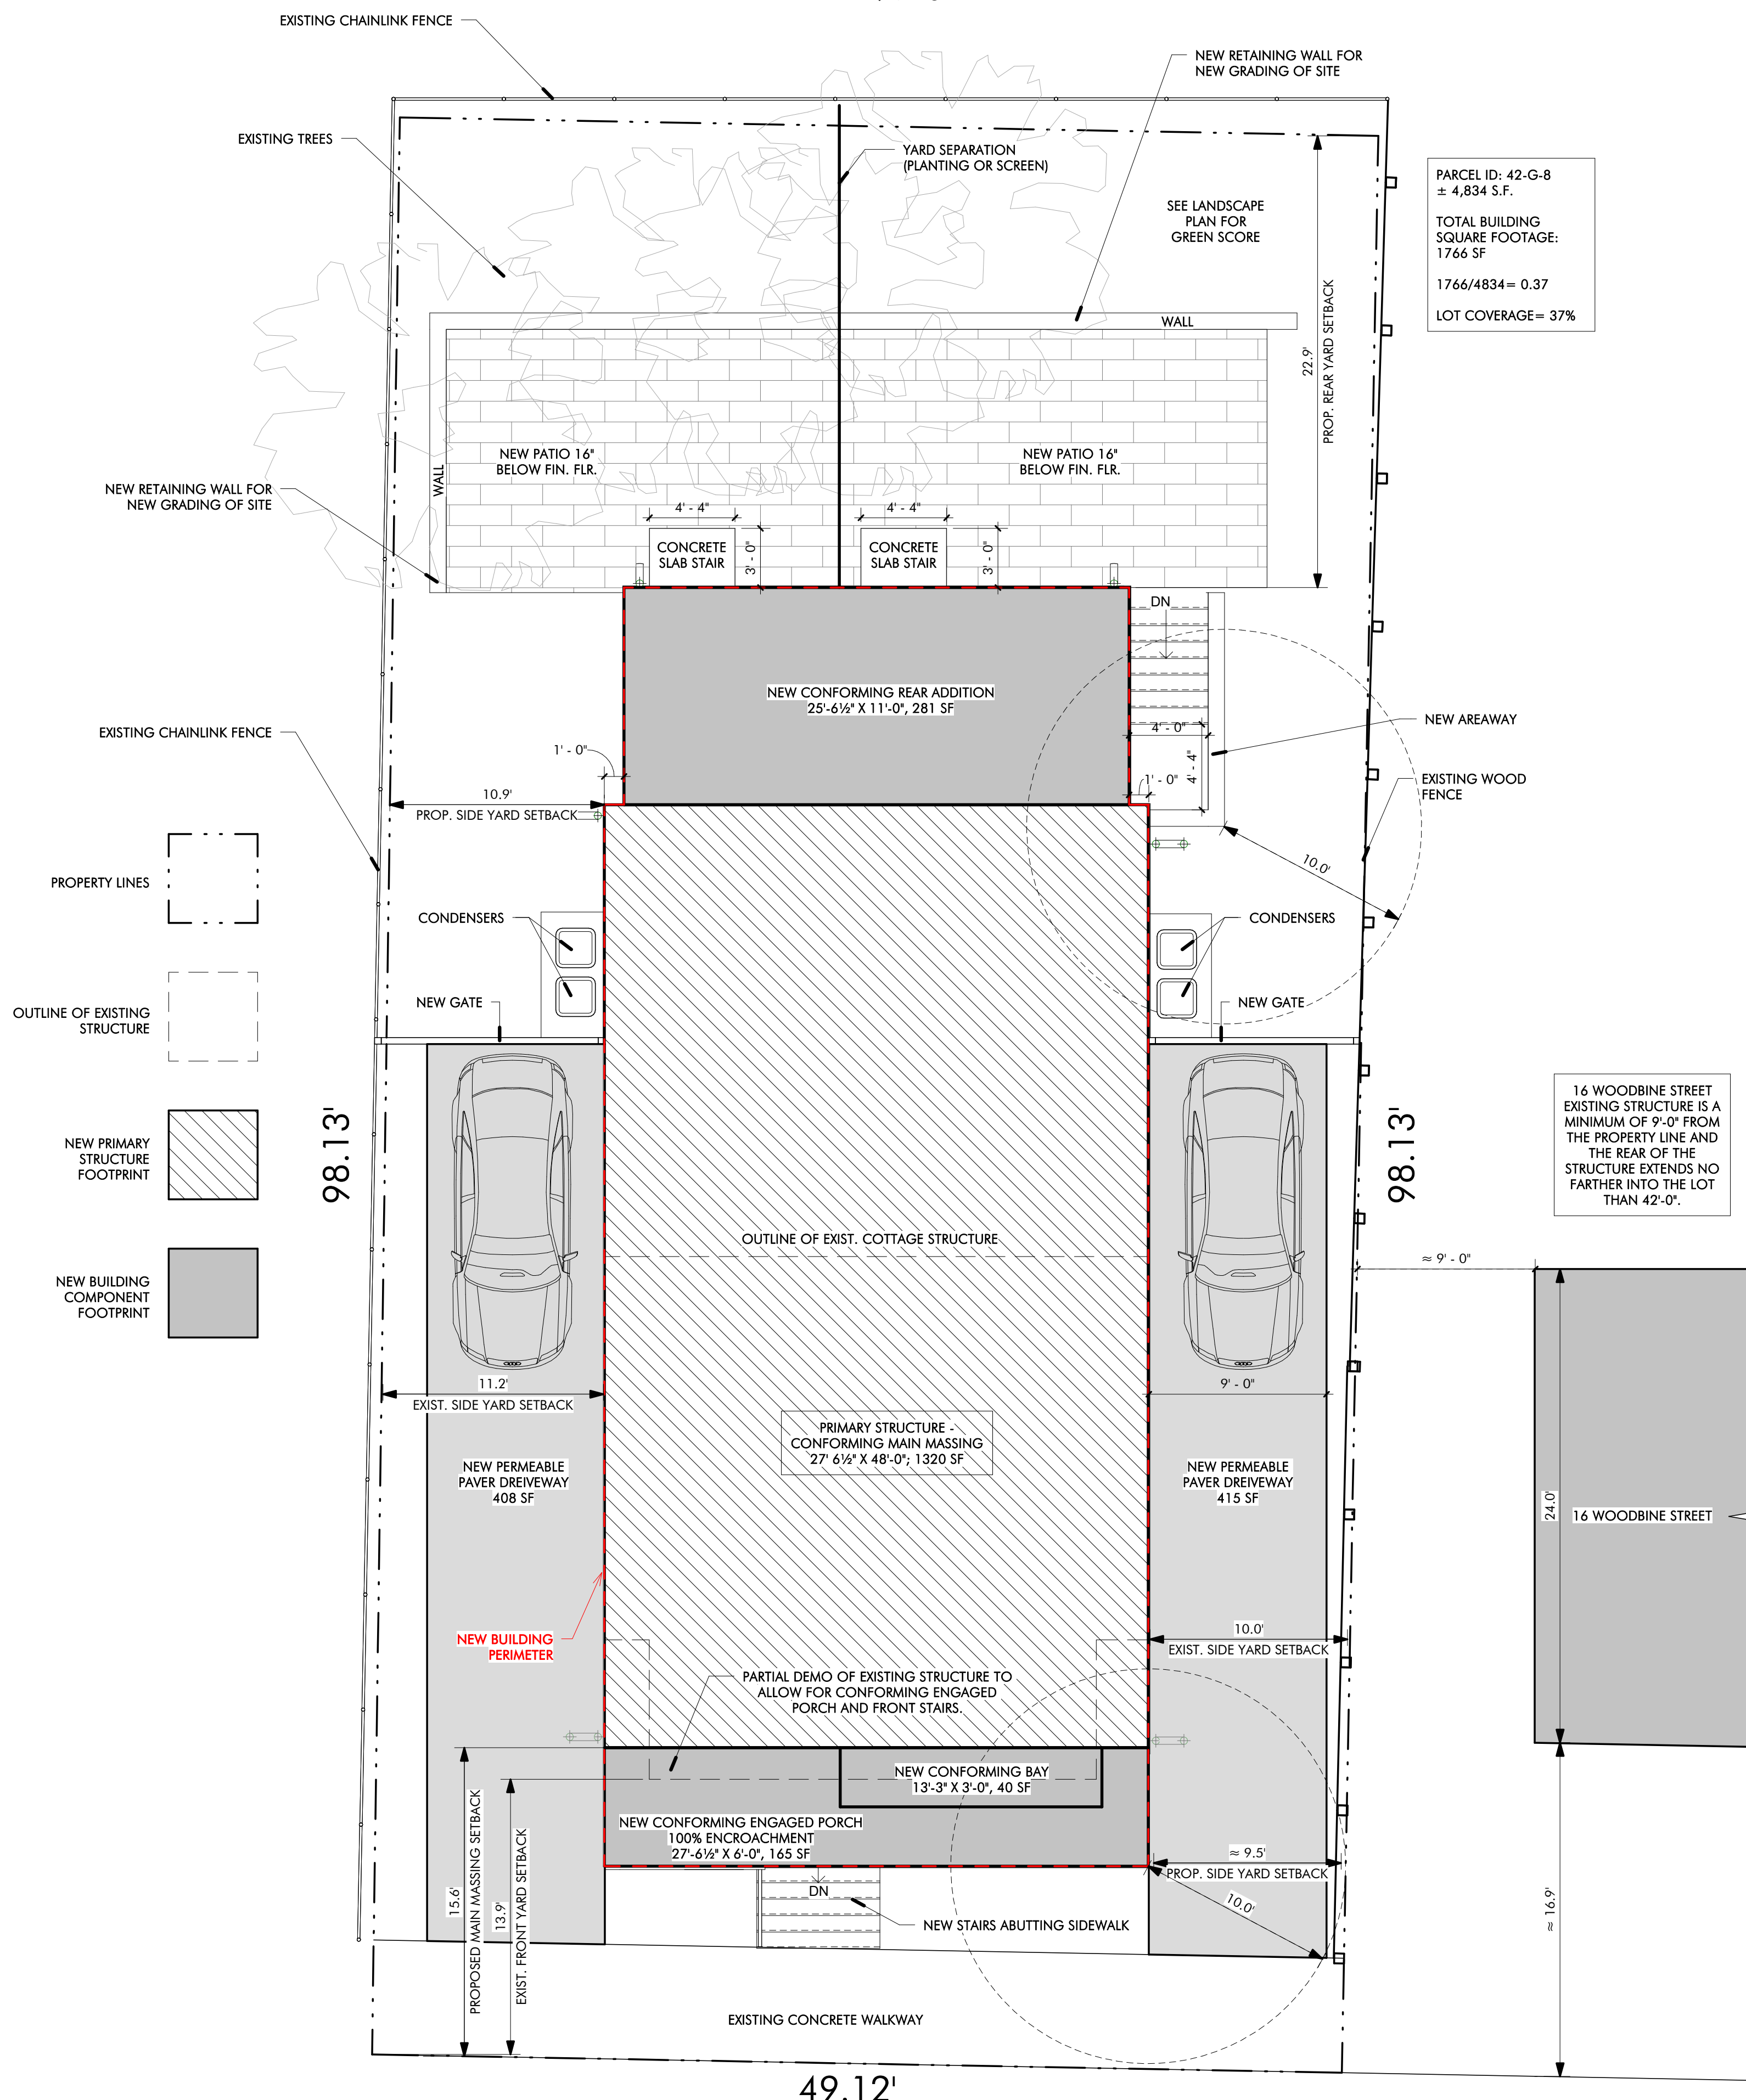 EXISTING CHAINLINK FENCE
NEW RETAINING WALL FOR
NEW GRADING OF SITE
EXISTING TREES
YARD SEPARATION
(PLANTING OR SCREEN)
SEE LANDSCAPE
PLAN FOR
GREEN SCORE
PARCEL ID: 42-G-8
± 4,834 S.F.
TOTAL BUILDING
SQUARE FOOTAGE:
1766 SF
1766/4834= 0.37
LOT COVERAGE= 37%
22.9'
PROP. REAR YARD SETBACK
WALL
WALL
NEW PATIO 16"
BELOW FIN. FLR.
NEW PATIO 16"
BELOW FIN. FLR.
NEW RETAINING WALL FOR
NEW GRADING OF SITE
4' - 4"
4' - 4"
CONCRETE
SLAB STAIR
3' - 0"
CONCRETE
SLAB STAIR
3' - 0"
DN
NEW CONFORMING REAR ADDITION
25'-6½" X 11'-0", 281 SF
4'- 0"
4' - 4"
NEW AREAWAY
EXISTING CHAINLINK FENCE
1' - 0"
1' - 0"
EXISTING WOOD
FENCE
10.9'
PROP. SIDE YARD SETBACK
10.0'
PROPERTY LINES
CONDENSERS
CONDENSERS
NEW GATE
NEW GATE
OUTLINE OF EXISTING
STRUCTURE
NEW PRIMARY
STRUCTURE
FOOTPRINT
98.13'
98.13'
16 WOODBINE STREET
EXISTING STRUCTURE IS A
MINIMUM OF 9'-0" FROM
THE PROPERTY LINE AND
THE REAR OF THE
STRUCTURE EXTENDS NO
FARTHER INTO THE LOT
THAN 42'-0".
OUTLINE OF EXIST. COTTAGE STRUCTURE
≈ 9' - 0"
NEW BUILDING
COMPONENT
FOOTPRINT
11.2'
EXIST. SIDE YARD SETBACK
9' - 0"
PRIMARY STRUCTURE -
CONFORMING MAIN MASSING
27' 6½" X 48'-0"; 1320 SF
NEW PERMEABLE
PAVER DREIVEWAY
408 SF
NEW PERMEABLE
PAVER DREIVEWAY
415 SF
24.0'
16 WOODBINE STREET
NEW BUILDING
PERIMETER
10.0'
EXIST. SIDE YARD SETBACK
PARTIAL DEMO OF EXISTING STRUCTURE TO
ALLOW FOR CONFORMING ENGAGED
PORCH AND FRONT STAIRS.
NEW CONFORMING BAY
13'-3" X 3'-0", 40 SF
NEW CONFORMING ENGAGED PORCH
100% ENCROACHMENT
27'-6½" X 6'-0", 165 SF
15.6'
PROPOSED MAIN MASSING SETBACK
13.9'
EXIST. FRONT YARD SETBACK
≈ 9.5'
PROP. SIDE YARD SETBACK
10.0'
DN
NEW STAIRS ABUTTING SIDEWALK
≈ 16.9'
EXISTING CONCRETE WALKWAY
49.12'